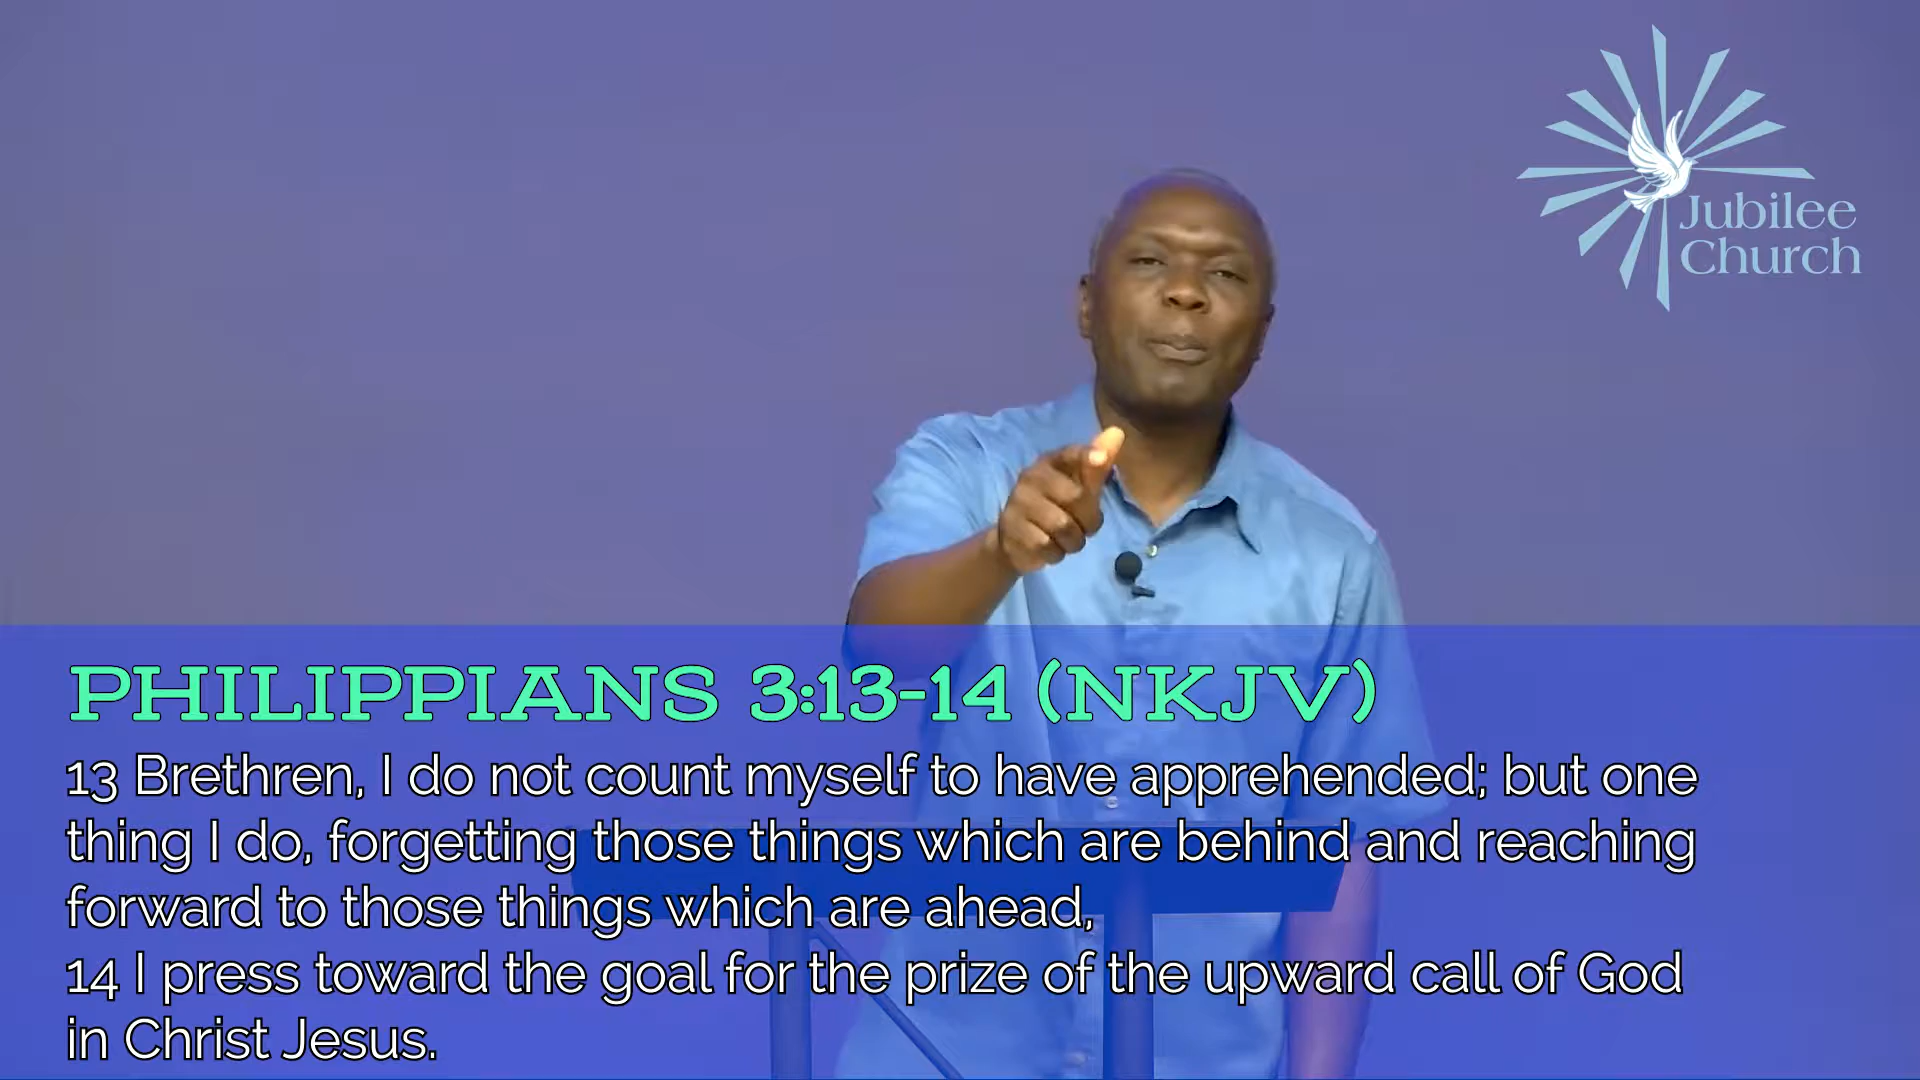 Jubilee
Church
PHILIPPIANS 3:13-14 (NKJV)
13 Brethren, I do not count myself to have apprehended; but one
thing I do, forgetting those things which are behind and reaching
forward to those things which are ahead,
14 I press toward the goal for the prize of the upward call of God
in Christ Jesus.